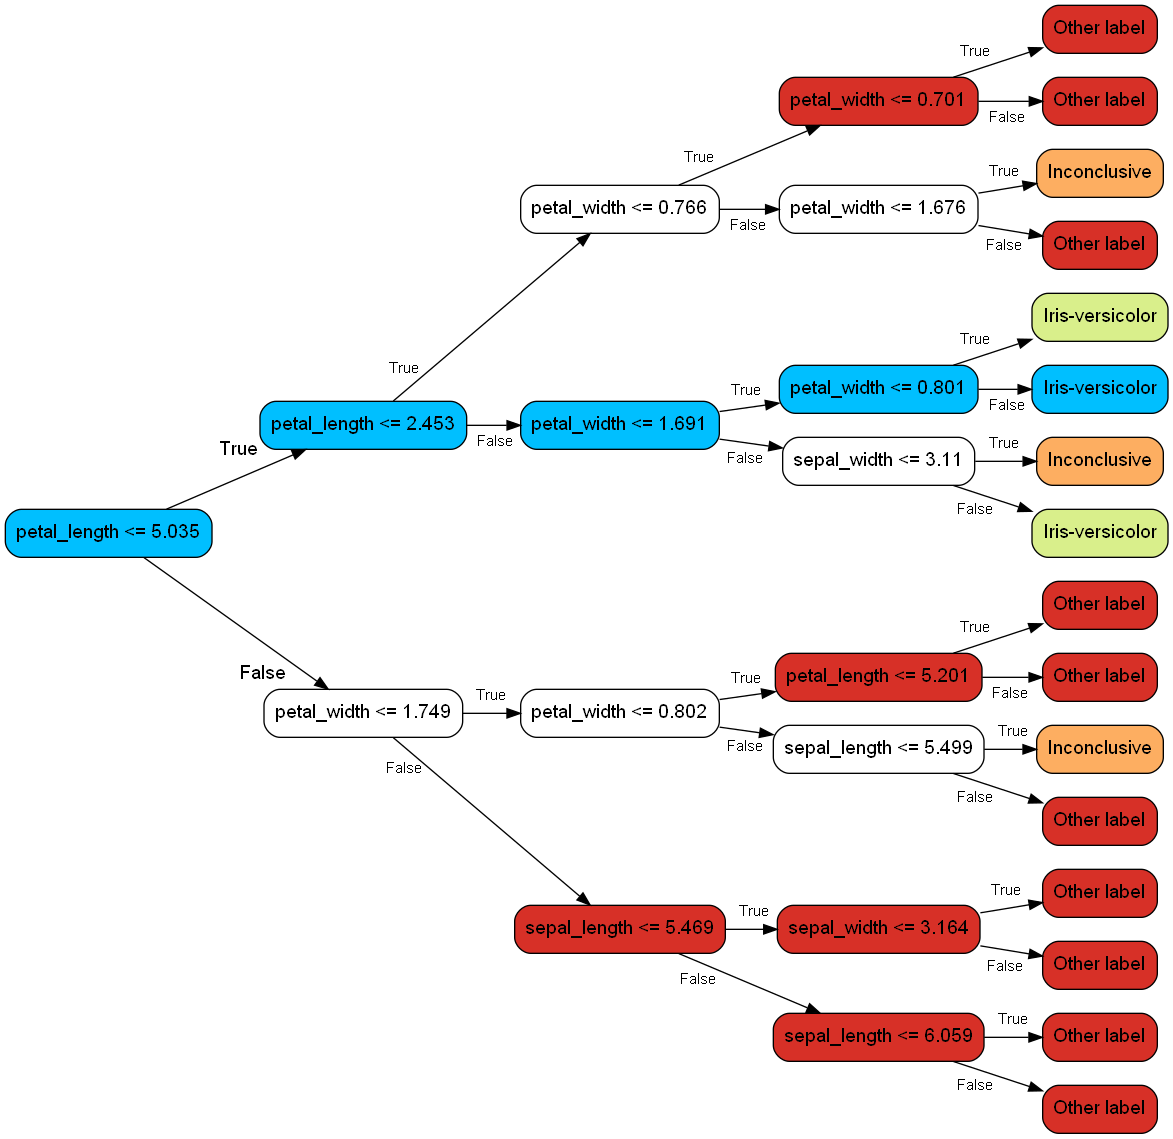 Other label
True
petal_width <= 0.701
Other label
False
True
Inconclusive
True
petal_width <= 0.766
petal_width <= 1.676
False
Other label
False
Iris-versicolor
True
True
petal_width <= 0.801
Iris-versicolor
True
False
petal_length <= 2.453
petal_width <= 1.691
False
True
Inconclusive
True
False
sepal_width <= 3.11
False
Iris-versicolor
petal_length <= 5.035
Other label
True
False
True
petal_length <= 5.201
Other label
True
False
petal_width <= 1.749
petal_width <= 0.802
True
False
sepal_length <= 5.499
Inconclusive
False
False
Other label
True
Other label
True
sepal_length <= 5.469
sepal_width <= 3.164
False
Other label
False
True
sepal_length <= 6.059
Other label
False
Other label